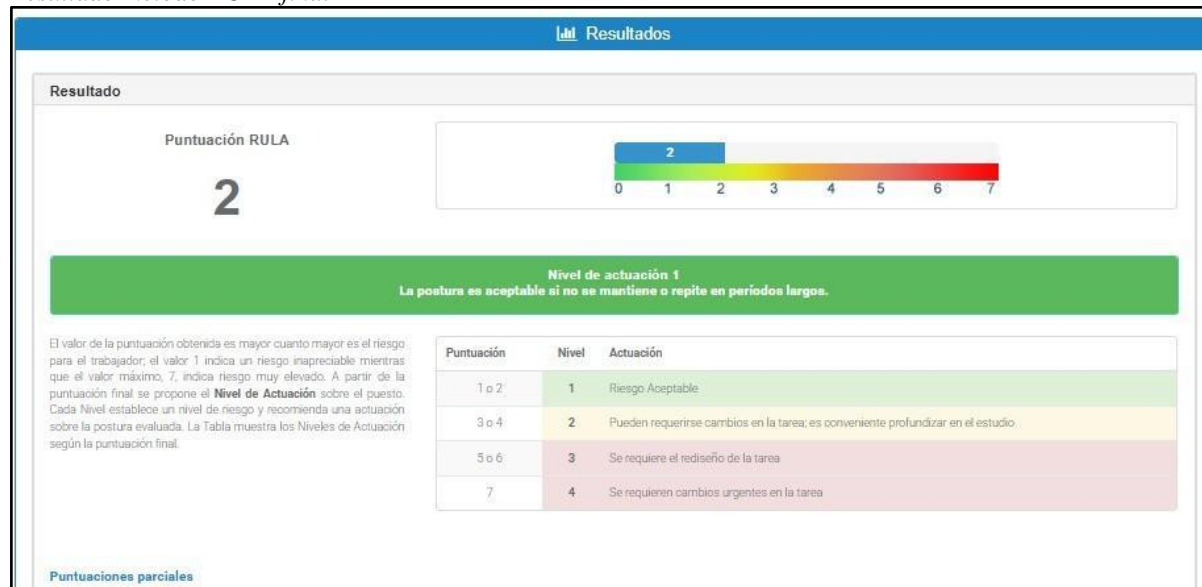 Resultados
Resultado
Puntuación RULA
2
2
0 1 2 3 4 5 6 7
Nivel de actuación 1
La postura es aceptable si no se mantiene o repite en períodos largos.
El valor de la puntuación obtenida es mayor cuanto mayor es el riesgo
para el trabajador; el valor 1 indica un riesgo inapreciable mientras
que el valor máximo, 7, indica riesgo muy elevado. A partir de la
puntuación final se propone el Nivel de Actuación sobre el puesto.
Cada Nivel establece un nivel de riesgo y recomienda una actuación
sobre la postura evaluada. La Tabla muestra los Niveles de Actuación
según la puntuación final.
Puntuación Nivel Actuación
1 o 2 1 Riesgo Aceptable
3 o 4 2 Pueden requerirse cambios en la tarea; es conveniente profundizar en el estudio
5 o 6 3 Se requiere el rediseño de la tarea
7 4 Se requieren cambios urgentes en la tarea
Puntuaciones parciales